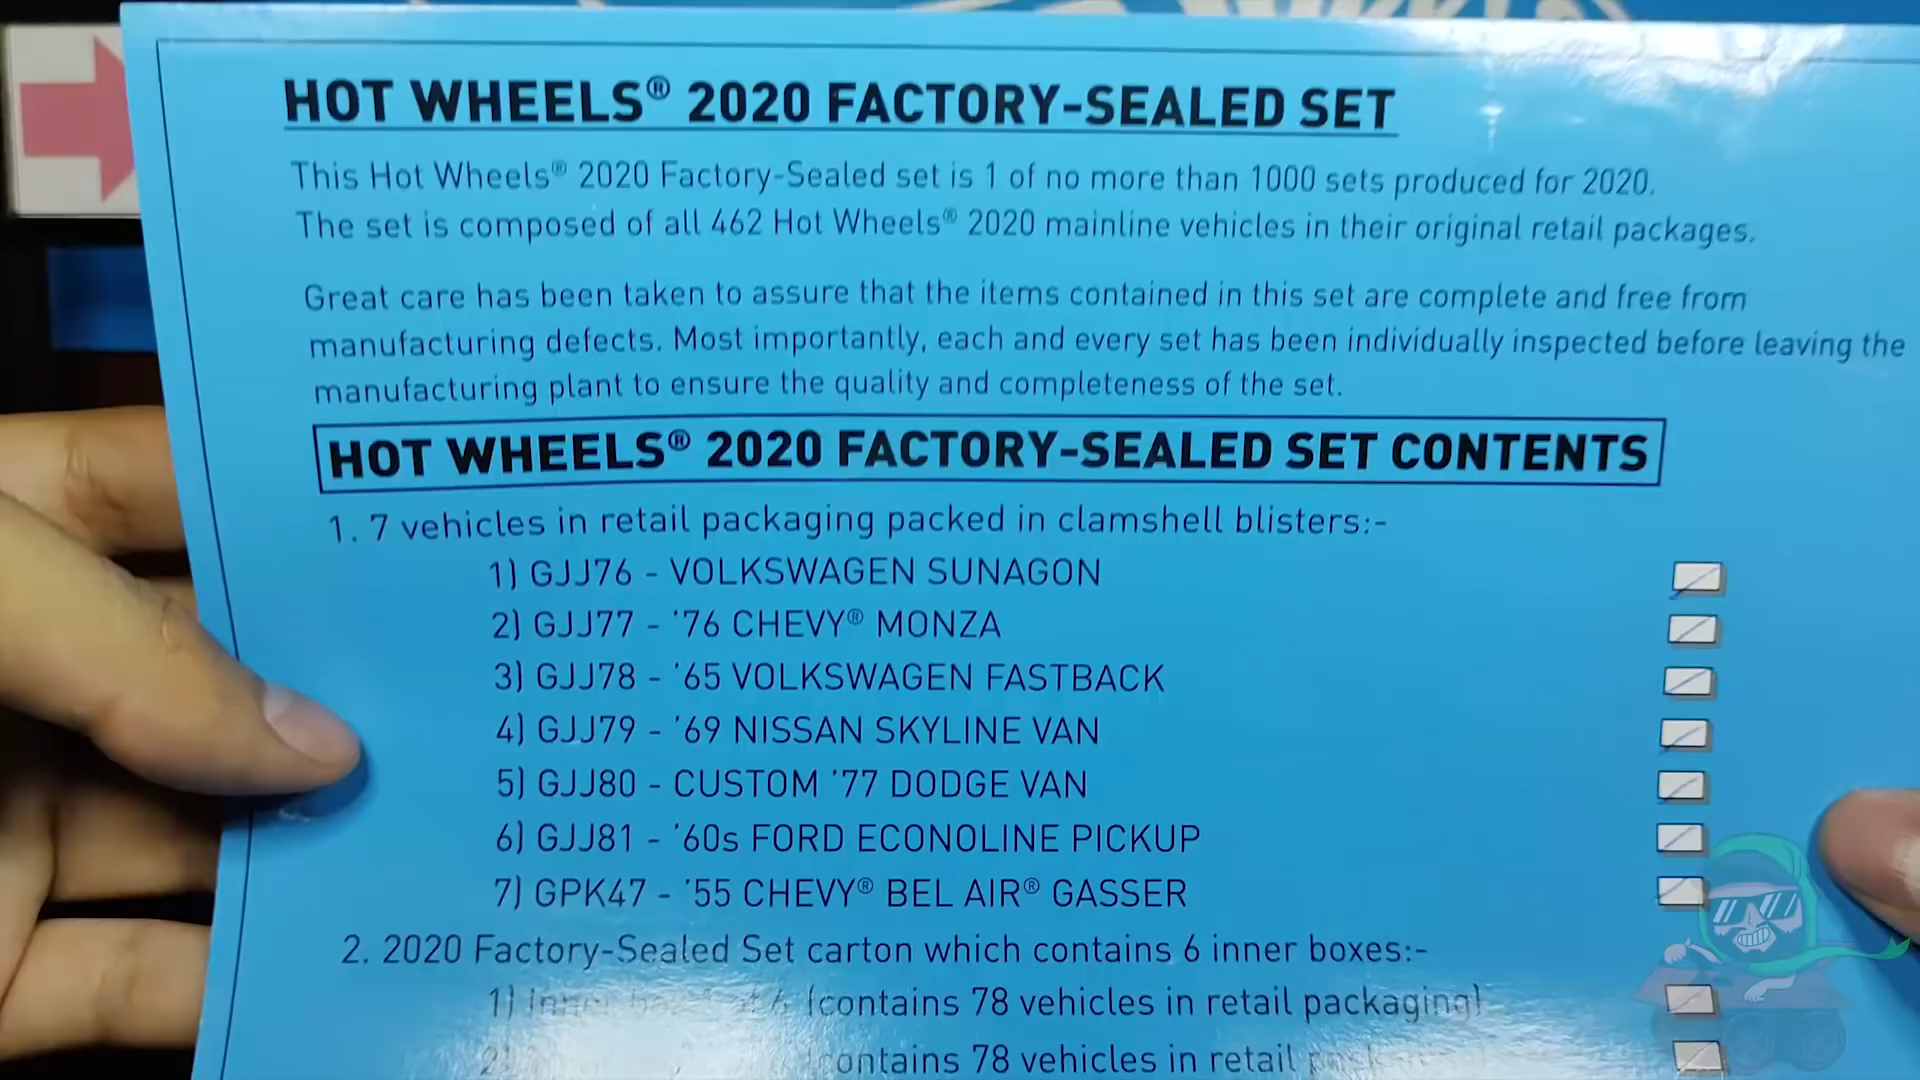 HOT WHEELS® 2020 FACTORY-SEALED SET
This Hot Wheels® 2020 Factory-Sealed set is 1 of no more than 1000 sets produced for 2020.
The set is composed of all 462 Hot Wheels® 2020 mainline vehicles in their original retail packages.
Great care has been taken to assure that the items contained in this set are complete and free from
manufacturing defects. Most importantly, each and every set has been individually inspected before leaving the
manufacturing plant to ensure the quality and completeness of the set.
HOT WHEELS® 2020 FACTORY-SEALED SET CONTENTS
1. 7 vehicles in retail packaging packed in clamshell blisters:-
1) GJJ76 - VOLKSWAGEN SUNAGON
2) GJJ77 - '76 CHEVY® MONZA
3) GJJ78 - '65 VOLKSWAGEN FASTBACK
4) GJJ79 - '69 NISSAN SKYLINE VAN
5) GJJ80 - CUSTOM '77 DODGE VAN
6) GJJ81 - '60s FORD ECONOLINE PICKUP
7) GPK47 - '55 CHEVY® BEL AIR® GASSER
2. 2020 Factory-Sealed Set carton which contains 6 inner boxes:-
1) Inner (contains 78 vehicles in retail packaging)
2) contains 78 vehicles in retail